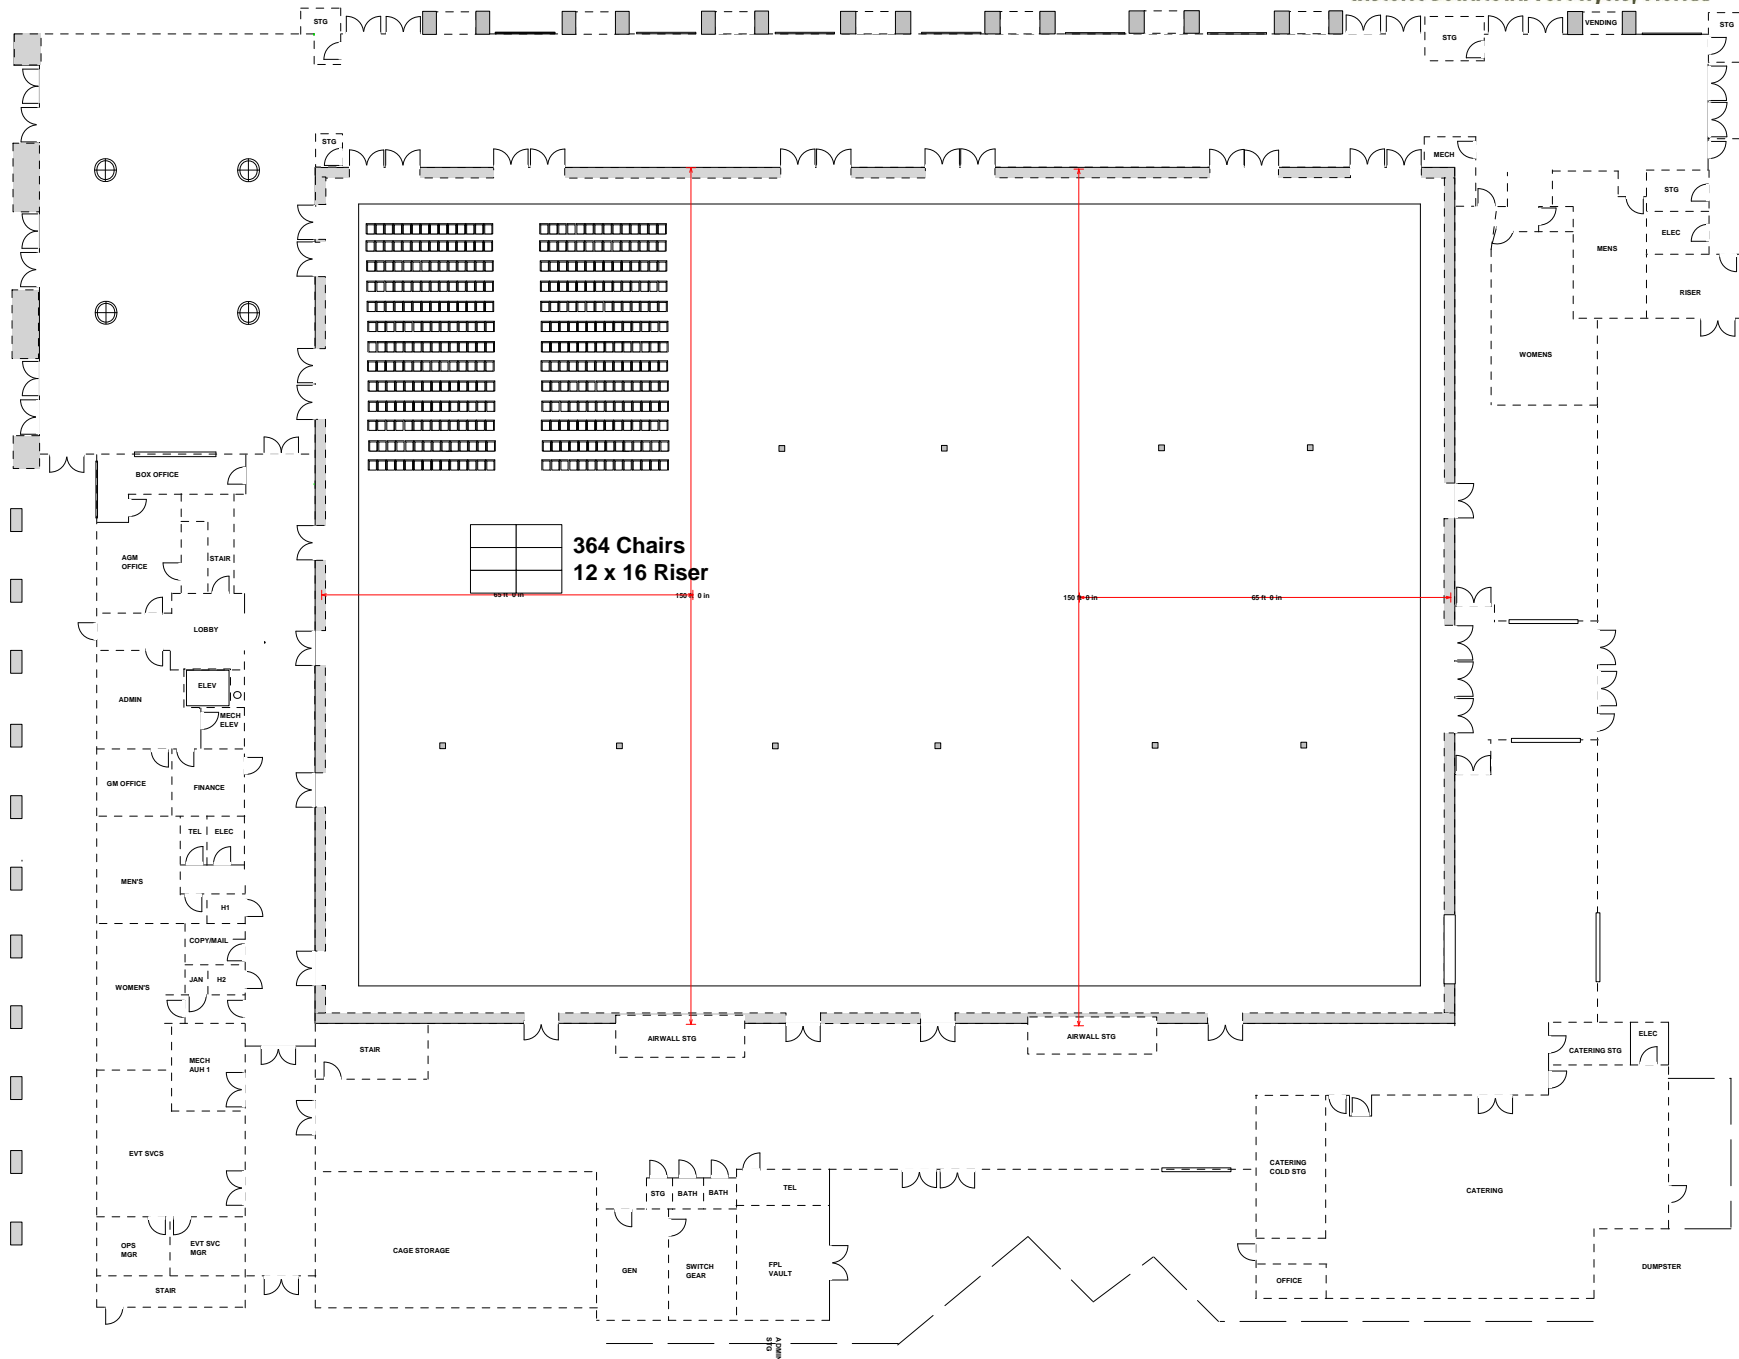 STG
STG
VENDING
STG
STG
MECH
STG
ELEC
MENS
RISER
WOMENS
BOX OFFICE
AGM
OFFICE
STAIR
364 Chairs
12 x 16 Riser
65 ft 0 in
150 ft 0 in
65 ft 0 in
LOBBY
ELEV
ADMIN
MECH
ELEV
GM OFFICE
FINANCE
TEL
ELEC
MEN'S
H1
COPY/MAIL
JAN
H2
WOMEN'S
MECH
AUH 1
STAIR
AIRWALL STG
AIRWALL STG
CATERING STG
ELEC
EVT SVCS
CATERING
COLD STG
CATERING
STG
BATH
BATH
TEL
OPS
MGR
EVT SVC
MGR
CAGE STORAGE
GEN
SWITCH
GEAR
FPL
VAULT
OFFICE
DUMPSTER
STAIR